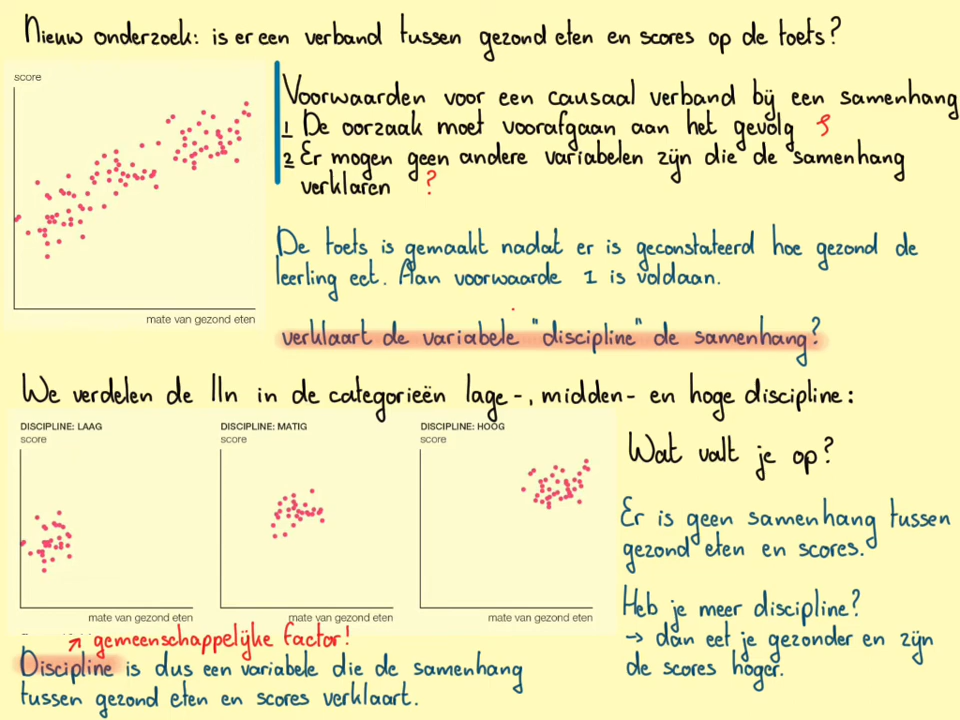 Nieuw onderzoek: is er een verband tussen gezond eten en scores op de toets?
score
mate van gezond eten
Voorwaarden voor een causaal verband bij een samenhang
1 De oorzaak moet voorafgaan aan het gevolg
2 Er mogen geen andere variabelen zijn die de samenhang
verklaren ?
De toets is gemaakt nadat er is geconstateerd hoe gezond de
leerling eet. Aan voorwaarde 1 is voldaan.
verklaart de variabele "discipline" de samenhang?
We verdelen de lln in de categorieën lage-, midden- en hoge discipline:
DISCIPLINE: LAAG
score
mate van gezond eten
DISCIPLINE: MATIG
score
mate van gezond eten
DISCIPLINE: HOOG
score
mate van gezond eten
Wat valt je op?
Er is geen samenhang tussen
gezond eten en scores.
Heb je meer discipline?
→ dan eet je gezonder en zijn
de scores hoger.
↗ gemeenschappelijke factor!
Discipline is dus een variabele die de samenhang
tussen gezond eten en scores verklaart.